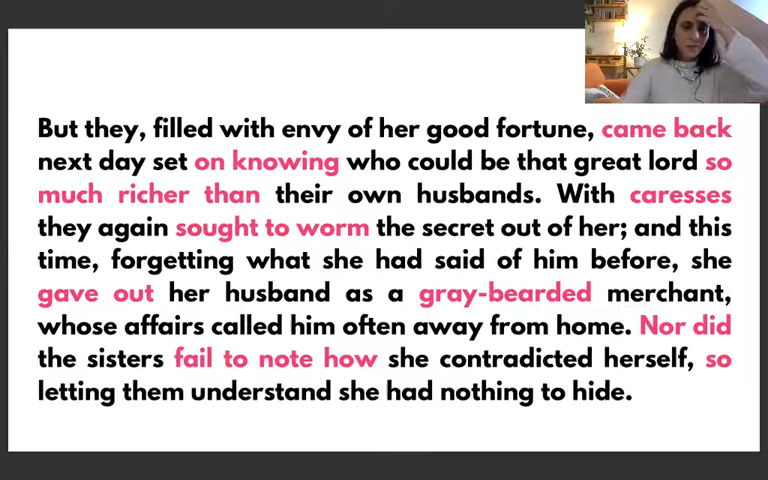 But they, filled with envy of her good fortune, came back
next day set on knowing who could be that great lord so
much richer than their own husbands. With caresses
they again sought to worm the secret out of her; and this
time, forgetting what she had said of him before, she
gave out her husband as a gray-bearded merchant,
whose affairs called him often away from home. Nor did
the sisters fail to note how she contradicted herself, so
letting them understand she had nothing to hide.